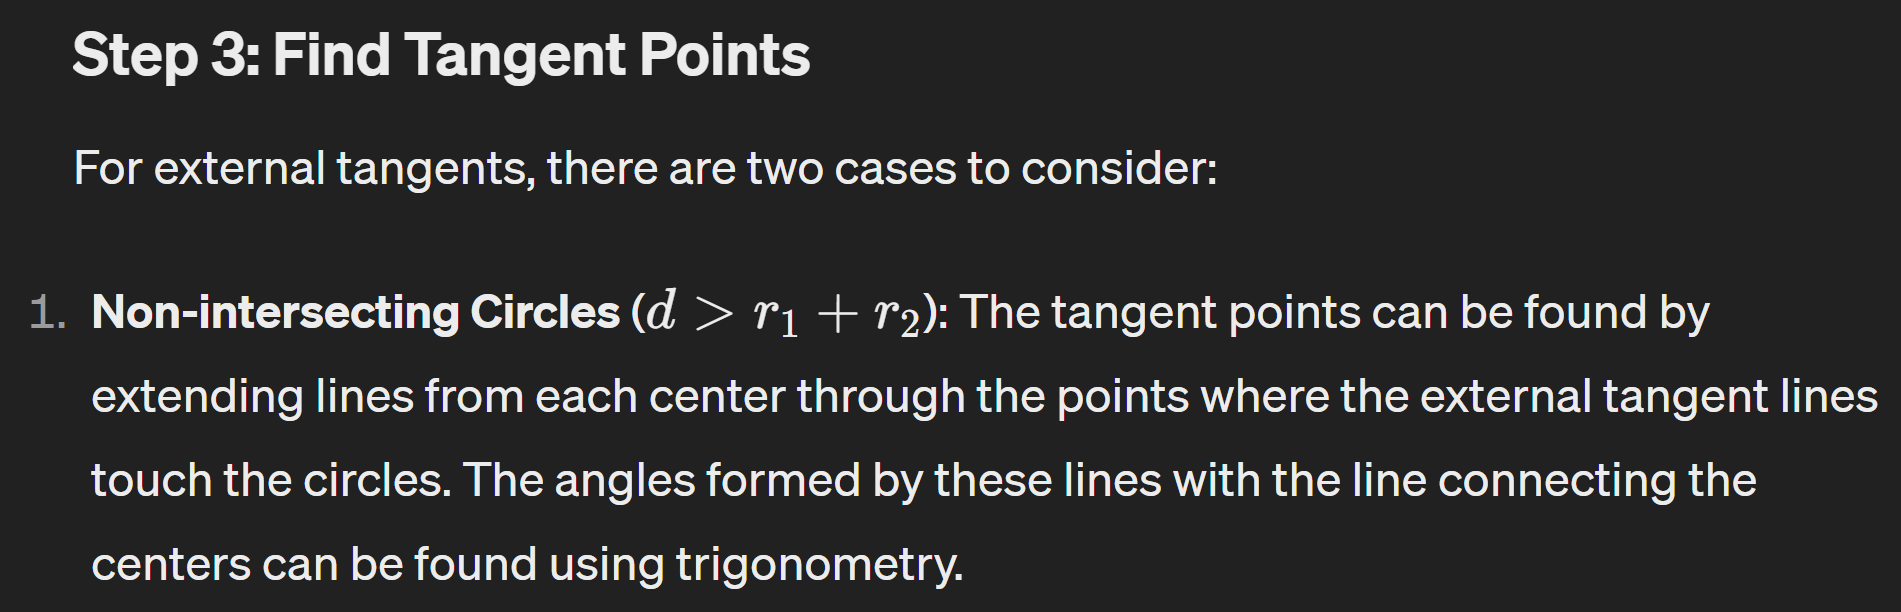 Step 3: Find Tangent Points
For external tangents, there are two cases to consider:
1. Non-intersecting Circles (d > r₁ + r₂): The tangent points can be found by
extending lines from each center through the points where the external tangent lines
touch the circles. The angles formed by these lines with the line connecting the
centers can be found using trigonometry.